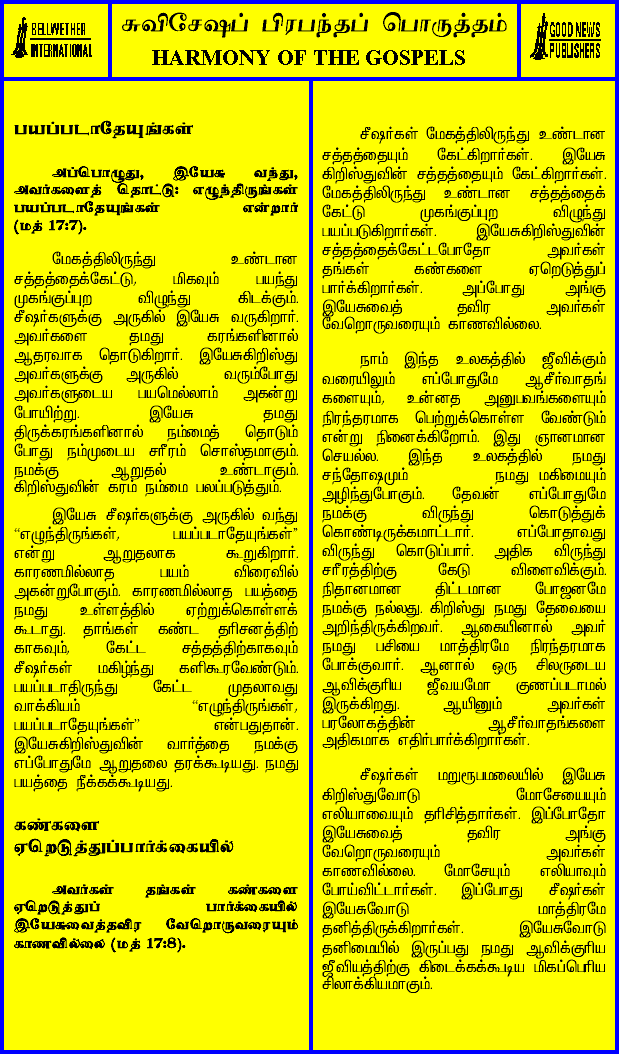 BELLWETHER
INTERNATIONAL
சுவிசேஷப் பிரபந்தப் பொருத்தம்
HARMONY OF THE GOSPELS
GOOD NEWS
PUBLISHERS
பயப்படாதேயுங்கள்
அப்பொழுது, இயேசு வந்து,
அவர்களைத் தொட்டு: எழுந்திருங்கள்
பயப்படாதேயுங்கள் என்றார்
(மத் 17:7).
மேகத்திலிருந்து உண்டான
சத்தத்தைக்கேட்டு, மிகவும் பயந்து
முகங்குப்புற விழுந்து கிடக்கும்.
சீஷர்களுக்கு அருகில் இயேசு வருகிறார்.
அவர்களை தமது கரங்களினால்
ஆதரவாக தொடுகிறார். இயேசுகிறிஸ்து
அவர்களுக்கு அருகில் வரும்போது
அவர்களுடைய பயமெல்லாம் அகன்று
போயிற்று. இயேசு தமது
திருக்கரங்களினால் நம்மைத் தொடும்
போது நம்முடைய சரீரம் சொஸ்தமாகும்.
நமக்கு ஆறுதல் உண்டாகும்.
கிறிஸ்துவின் கரம் நம்மை பலப்படுத்தும்.
இயேசு சீஷர்களுக்கு அருகில் வந்து
“எழுந்திருங்கள், பயப்படாதேயுங்கள்”
என்று ஆறுதலாக கூறுகிறார்.
காரணமில்லாத பயம் விரைவில்
அகன்றுபோகும். காரணமில்லாத பயத்தை
நமது உள்ளத்தில் ஏற்றுக்கொள்ளக்
கூடாது. தாங்கள் கண்ட தரிசனத்திற்
காகவும், கேட்ட சத்தத்திற்காகவும்
சீஷர்கள் மகிழ்ந்து களிகூரவேண்டும்.
பயப்படாதிருந்து கேட்ட முதலாவது
வாக்கியம் “எழுந்திருங்கள்,
பயப்படாதேயுங்கள்” என்பதுதான்.
இயேசுகிறிஸ்துவின் வார்த்தை நமக்கு
எப்போதுமே ஆறுதலை தரக்கூடியது. நமது
பயத்தை நீக்கக்கூடியது.
கண்களை
ஏறெடுத்துப்பார்க்கையில்
அவர்கள் தங்கள் கண்களை
ஏறெடுத்துப் பார்க்கையில்
இயேசுவைத்தவிர வேறொருவரையும்
காணவில்லை (மத் 17:8).
சீஷர்கள் மேகத்திலிருந்து உண்டான
சத்தத்தையும் கேட்கிறார்கள். இயேசு
கிறிஸ்துவின் சத்தத்தையும் கேட்கிறார்கள்.
மேகத்திலிருந்து உண்டான சத்தத்தைக்
கேட்டு முகங்குப்புற விழுந்து
பயப்படுகிறார்கள். இயேசுகிறிஸ்துவின்
சத்தத்தைக்கேட்டபோதோ அவர்கள்
தங்கள் கண்களை ஏறெடுத்துப்
பார்க்கிறார்கள். அப்போது அங்கு
இயேசுவைத் தவிர அவர்கள்
வேறொருவரையும் காணவில்லை.
நாம் இந்த உலகத்தில் ஜீவிக்கும்
வரையிலும் எப்போதுமே ஆசீர்வாதங்
களையும், உன்னத அனுபவங்களையும்
நிரந்தரமாக பெற்றுக்கொள்ள வேண்டும்
என்று நினைக்கிறோம். இது ஞானமான
செயல்ல. இந்த உலகத்தில் நமது
சந்தோஷமும் நமது மகிமையும்
அழிந்துபோகும். தேவன் எப்போதுமே
நமக்கு விருந்து கொடுத்துக்
கொண்டிருக்கமாட்டார். எப்போதாவது
விருந்து கொடுப்பார். அதிக விருந்து
சரீரத்திற்கு கேடு விளைவிக்கும்.
நிதானமான திட்டமான போஜனமே
நமக்கு நல்லது. கிறிஸ்து நமது தேவையை
அறிந்திருக்கிறவர். ஆகையினால் அவர்
நமது பசியை மாத்திரமே நிரந்தரமாக
போக்குவார். ஆனால் ஒரு சிலருடைய
ஆவிக்குரிய ஜீவயமோ குணப்படாமல்
இருக்கிறது. ஆயினும் அவர்கள்
பரலோகத்தின் ஆசீர்வாதங்களை
அதிகமாக எதிர்பார்க்கிறார்கள்.
சீஷர்கள் மறுரூபமலையில் இயேசு
கிறிஸ்துவோடு மோசேயையும்
எலியாவையும் தரிசித்தார்கள். இப்போதோ
இயேசுவைத் தவிர அங்கு
வேறொருவரையும் அவர்கள்
காணவில்லை. மோசேயும் எலியாவும்
போய்விட்டார்கள். இப்போது சீஷர்கள்
இயேசுவோடு மாத்திரமே
தனித்திருக்கிறார்கள். இயேசுவோடு
தனிமையில் இருப்பது நமது ஆவிக்குரிய
ஜீவியத்திற்கு கிடைக்கக்கூடிய மிகப்பெரிய
சிலாக்கியமாகும்.